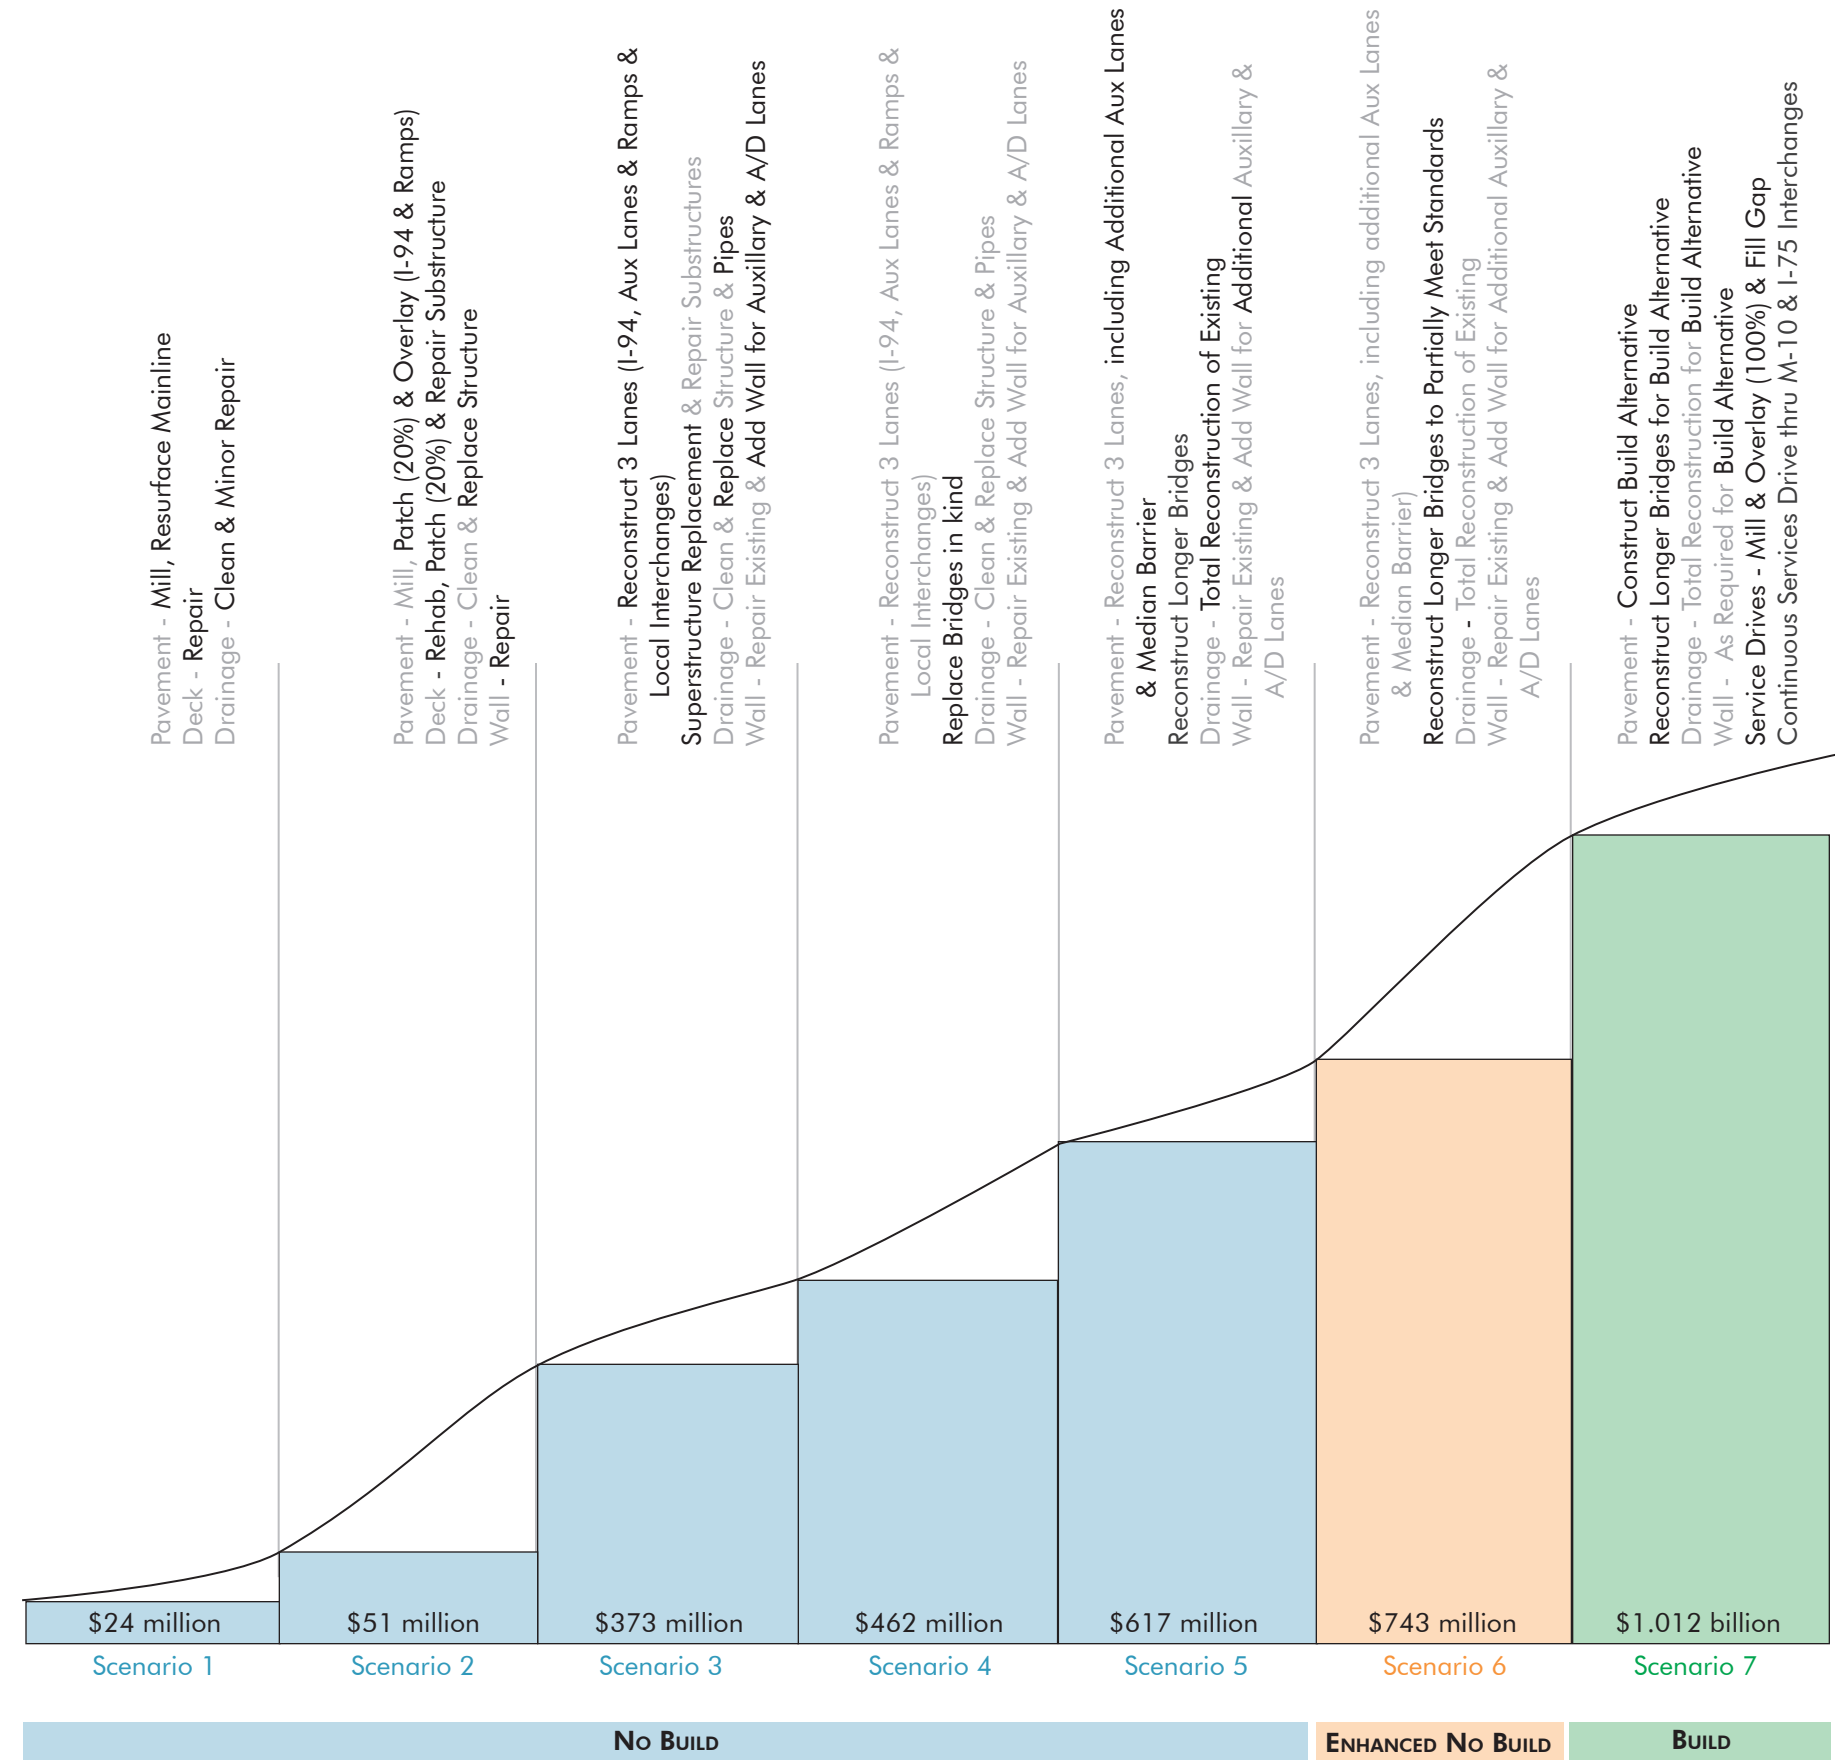 Pavement - Mill, Resurface Mainline
Deck - Repair
Drainage - Clean & Minor Repair
Pavement - Mill, Patch (20%) & Overlay (I-94 & Ramps)
Deck - Rehab, Patch (20%) & Repair Substructure
Drainage - Clean & Replace Structure
Wall - Repair
Pavement - Reconstruct 3 Lanes (I-94, Aux Lanes & Ramps &
Local Interchanges)
Superstructure Replacement & Repair Substructures
Drainage - Clean & Replace Structure & Pipes
Wall - Repair Existing & Add Wall for Auxillary & A/D Lanes
Pavement - Reconstruct 3 Lanes (I-94, Aux Lanes & Ramps &
Local Interchanges)
Replace Bridges in kind
Drainage - Clean & Replace Structure & Pipes
Wall - Repair Existing & Add Wall for Auxillary & A/D Lanes
Pavement - Reconstruct 3 Lanes, including Additional Aux Lanes
& Median Barrier
Reconstruct Longer Bridges
Drainage - Total Reconstruction of Existing
Wall - Repair Existing & Add Wall for Additional Auxillary &
A/D Lanes
Pavement - Reconstruct 3 Lanes, including additional Aux Lanes
& Median Barrier)
Reconstruct Longer Bridges to Partially Meet Standards
Drainage - Total Reconstruction of Existing
Wall - Repair Existing & Add Wall for Additional Auxillary &
A/D Lanes
Pavement - Construct Build Alternative
Reconstruct Longer Bridges for Build Alternative
Drainage - Total Reconstruction for Build Alternative
Wall - As Required for Build Alternative
Service Drives - Mill & Overlay (100%) & Fill Gap
Continuous Services Drive thru M-10 & I-75 Interchanges
$24 million
$51 million
$373 million
$462 million
$617 million
$743 million
$1.012 billion
Scenario 1
Scenario 2
Scenario 3
Scenario 4
Scenario 5
Scenario 6
Scenario 7
No Build
Enhanced No Build
Build